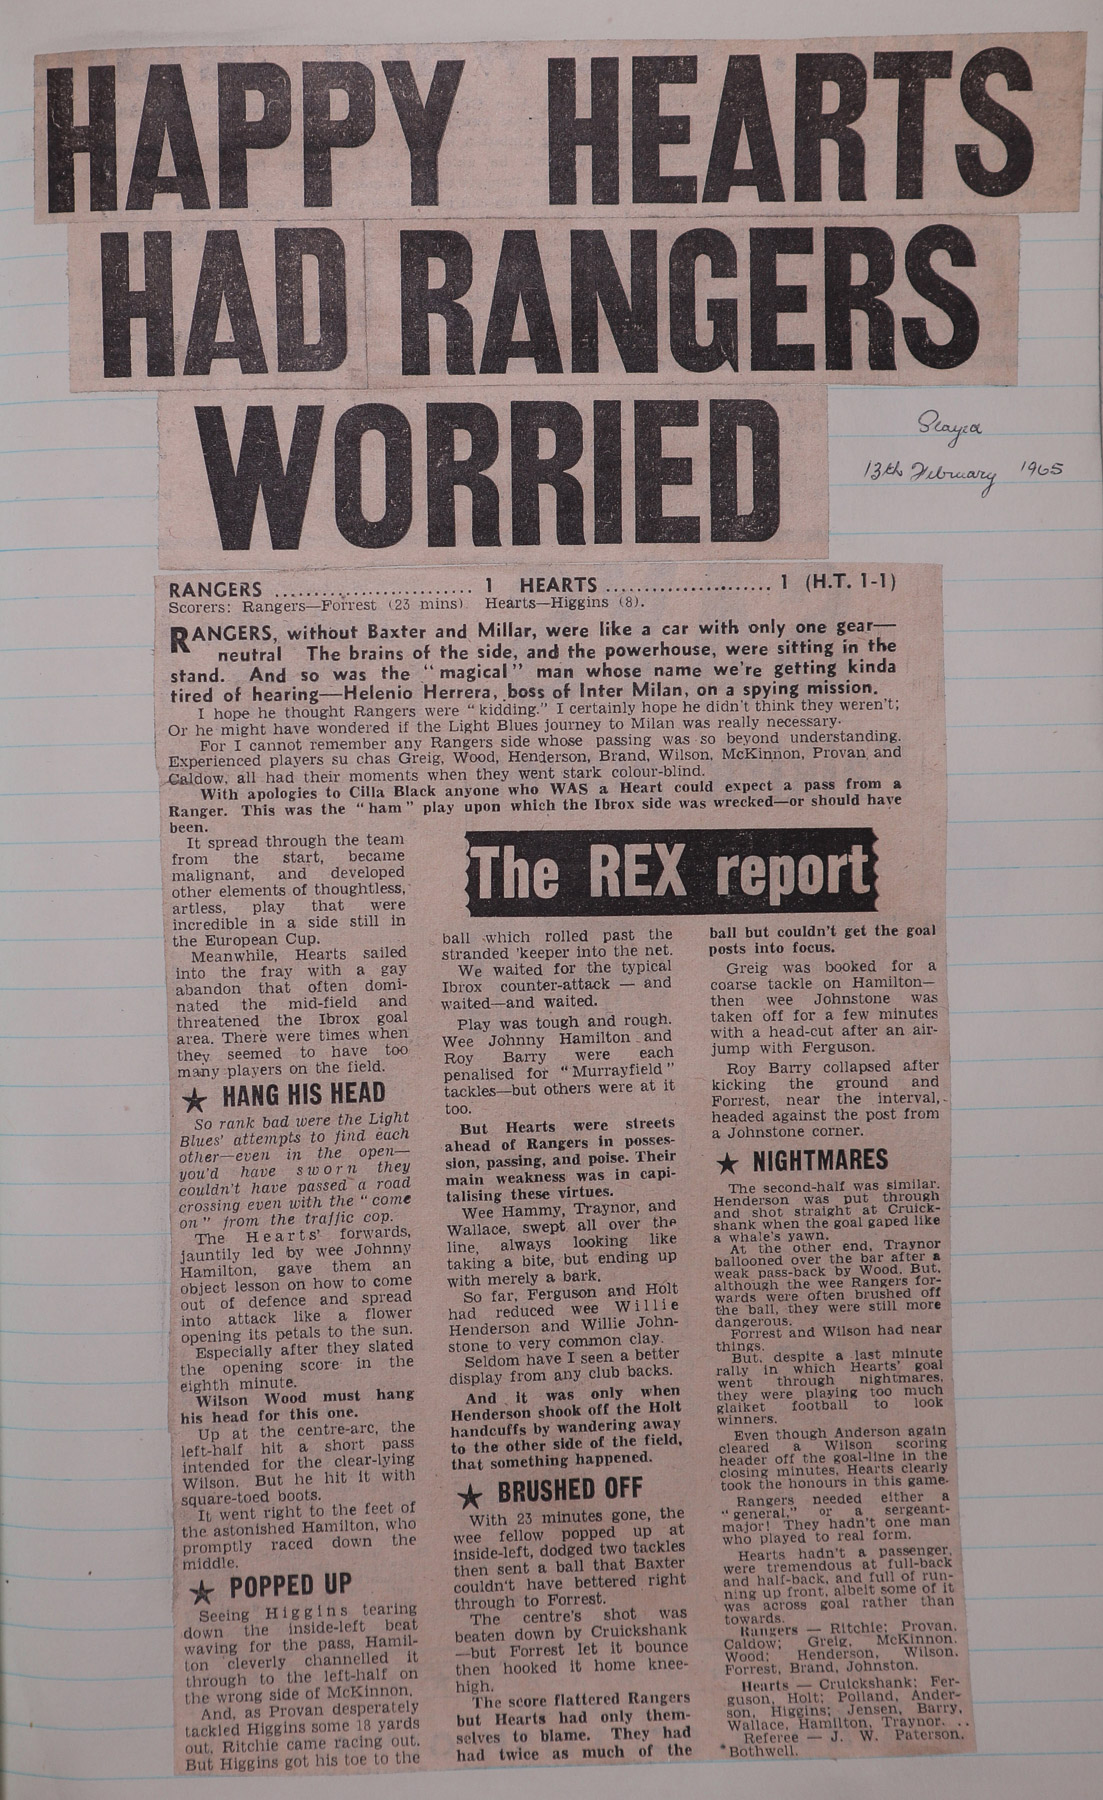 HAPPY HEARTS
HAD RANGERS
WORRIED
Played
13th February 1965
RANGERS ........................ 1 HEARTS ........................ 1 (H.T. 1-1)
Scorers: Rangers—Forrest (23 mins) Hearts—Higgins (8).
RANGERS, without Baxter and Millar, were like a car with only one gear—
neutral The brains of the side, and the powerhouse, were sitting in the
stand. And so was the "magical" man whose name we're getting kinda
tired of hearing—Helenio Herrera, boss of Inter Milan, on a spying mission.
I hope he thought Rangers were "kidding." I certainly hope he didn't think they weren't;
Or he might have wondered if the Light Blues journey to Milan was really necessary.
For I cannot remember any Rangers side whose passing was so beyond understanding.
Experienced players su chas Greig, Wood, Henderson, Brand, Wilson, McKinnon, Provan and
Caldow, all had their moments when they went stark colour-blind.
With apologies to Cilla Black anyone who WAS a Heart could expect a pass from a
Ranger. This was the "ham" play upon which the Ibrox side was wrecked—or should have
been.
It spread through the team
from the start, became
malignant, and developed
other elements of thoughtless,
artless, play that were
incredible in a side still in
the European Cup.
Meanwhile, Hearts sailed
into the fray with a gay
abandon that often domi-
nated the mid-field and
threatened the Ibrox goal
area. There were times when
they seemed to have too
many players on the field.
★ HANG HIS HEAD
So rank bad were the Light
Blues' attempts to find each
other—even in the open—
you'd have sworn they
couldn't have passed a road
crossing even with the "come
on" from the traffic cop.
The Hearts' forwards,
jauntily led by wee Johnny
Hamilton, gave them an
object lesson on how to come
out of defence and spread
into attack like a flower
opening its petals to the sun.
Especially after they slated
the opening score in the
eighth minute.
Wilson Wood must hang
his head for this one.
Up at the centre-arc, the
left-half hit a short pass
intended for the clear-lying
Wilson. But he hit it with
square-toed boots.
It went right to the feet of
the astonished Hamilton, who
promptly raced down the
middle.
★ POPPED UP
Seeing Higgins tearing
down the inside-left beat
waving for the pass, Hamil-
ton cleverly channelled it
through to the left-half on
the wrong side of McKinnon.
And, as Provan desperately
tackled Higgins some 18 yards
out, Ritchie came racing out.
But Higgins got his toe to the
The REX report
ball which rolled past the
stranded 'keeper into the net.
We waited for the typical
Ibrox counter-attack — and
waited—and waited.
Play was tough and rough.
Wee Johnny Hamilton and
Roy Barry were each
penalised for "Murrayfield"
tackles—but others were at it
too.
But Hearts were streets
ahead of Rangers in posses-
sion, passing, and poise. Their
main weakness was in capi-
talising these virtues.
Wee Hammy, Traynor, and
Wallace, swept all over the
line, always looking like
taking a bite, but ending up
with merely a bark.
So far, Ferguson and Holt
had reduced wee Willie
Henderson and Willie John-
stone to very common clay.
Seldom have I seen a better
display from any club backs.
And it was only when
Henderson shook off the Holt
handcuffs by wandering away
to the other side of the field,
that something happened.
★ BRUSHED OFF
With 23 minutes gone, the
wee fellow popped up at
inside-left, dodged two tackles
then sent a ball that Baxter
couldn't have bettered right
through to Forrest.
The centre's shot was
beaten down by Cruickshank
—but Forrest let it bounce
then hooked it home knee-
high.
The score flattered Rangers
but Hearts had only them-
selves to blame. They had
had twice as much of the
ball but couldn't get the goal
posts into focus.
Greig was booked for a
coarse tackle on Hamilton—
then wee Johnstone was
taken off for a few minutes
with a head-cut after an air-
jump with Ferguson.
Roy Barry collapsed after
kicking the ground and
Forrest, near the interval,
headed against the post from
a Johnstone corner.
★ NIGHTMARES
The second-half was similar.
Henderson was put through
and shot straight at Cruick-
shank when the goal gaped like
a whale's yawn.
At the other end, Traynor
ballooned over the bar after a
weak pass-back by Wood. But,
although the wee Rangers for-
wards were often brushed off
the ball, they were still more
dangerous.
Forrest and Wilson had near
things.
But, despite a last minute
rally in which Hearts' goal
went through nightmares,
they were playing too much
glaiket football to look
winners.
Even though Anderson again
cleared a Wilson scoring
header off the goal-line in the
closing minutes, Hearts clearly
took the honours in this game.
Rangers needed either a
"general," or a sergeant-
major! They hadn't one man
who played to real form.
Hearts hadn't a passenger,
were tremendous at full-back
and half-back, and full of run-
ning up front, albeit some of it
was across goal rather than
towards.
Rangers — Ritchie; Provan,
Caldow; Greig, McKinnon,
Wood; Henderson, Wilson,
Forrest, Brand, Johnston.
Hearts — Cruickshank; Fer-
guson, Holt; Polland, Ander-
son, Higgins; Jensen, Barry,
Wallace, Hamilton, Traynor. ..
Referee — J. W. Paterson,
Bothwell.